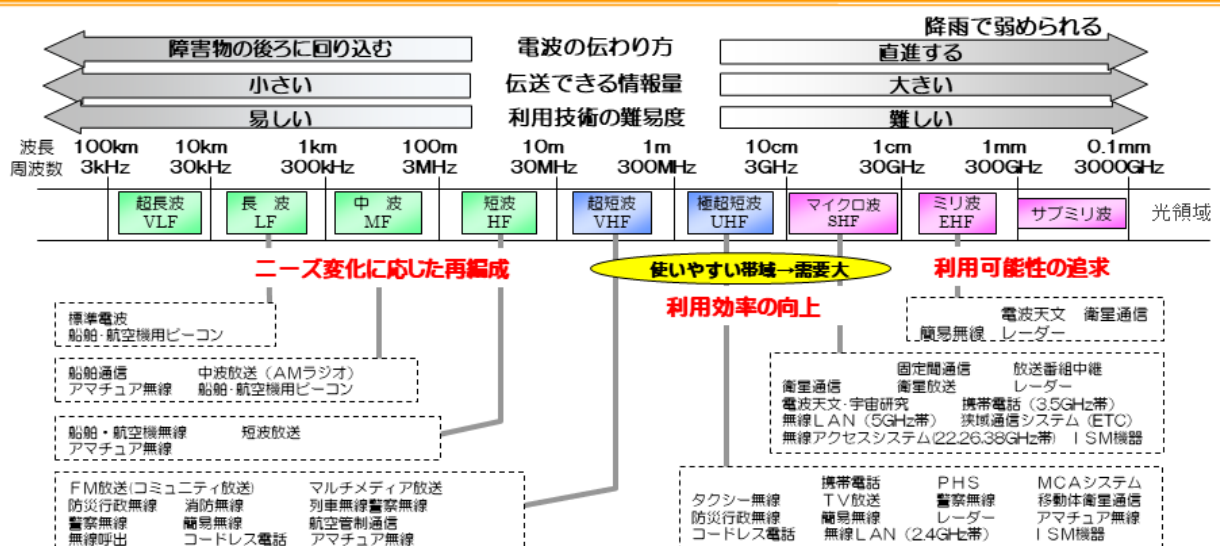 降雨で弱められる
障害物の後ろに回り込む 電波の伝わり方 直進する
小さい 伝送できる情報量 大きい
易しい 利用技術の難易度 難しい
波長 100km 10km 1km 100m 10m 1m 10cm 1cm 1mm 0.1mm
周波数 3kHz 30kHz 300kHz 3MHz 30MHz 300MHz 3GHz 30GHz 300GHz 3000GHz
超長波 長 波 中 波 短波 超短波 極超短波 マイクロ波 ミリ波 サブミリ波 光領域
VLF LF MF HF VHF UHF SHF EHF
ニーズ変化に応じた再編成 使いやすい帯域→需要大 利用可能性の追求
利用効率の向上
標準電波
船舶・航空機用ビーコン
電波天文 衛星通信
簡易無線 レーダー
船舶通信 中波放送（AMラジオ）
アマチュア無線 船舶・航空機用ビーコン
固定間通信 放送番組中継
衛星通信 衛星放送 レーダー
電波天文・宇宙研究 携帯電話（3.5GHz帯）
無線ＬＡＮ（5GHz帯） 狭域通信システム（ETC）
無線アクセスシステム(22,26,38GHz帯) ＩＳＭ機器
船舶・航空機無線 短波放送
アマチュア無線
ＦＭ放送(コミュニティ放送) マルチメディア放送
防災行政無線 消防無線 列車無線警察無線
警察無線 簡易無線 航空管制通信
無線呼出 コードレス電話 アマチュア無線
携帯電話 ＰＨＳ ＭＣＡシステム
タクシー無線 ＴＶ放送 警察無線 移動体衛星通信
防災行政無線 簡易無線 レーダー アマチュア無線
コードレス電話 無線ＬＡＮ（2.4GHz帯） ＩＳＭ機器